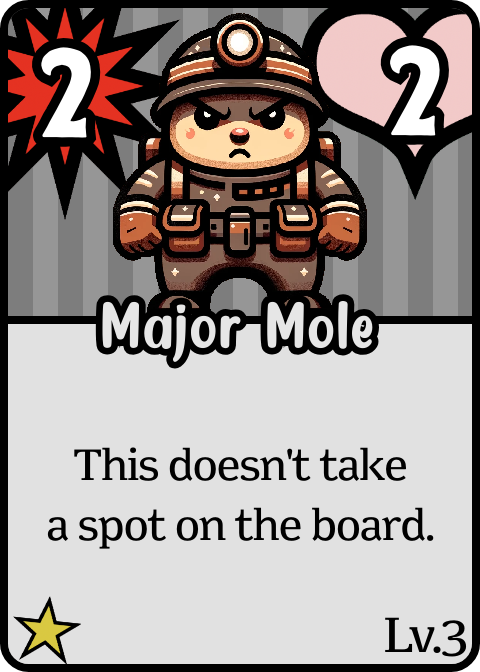 2
2
Major Mole
This doesn't take
a spot on the board.
Lv.3